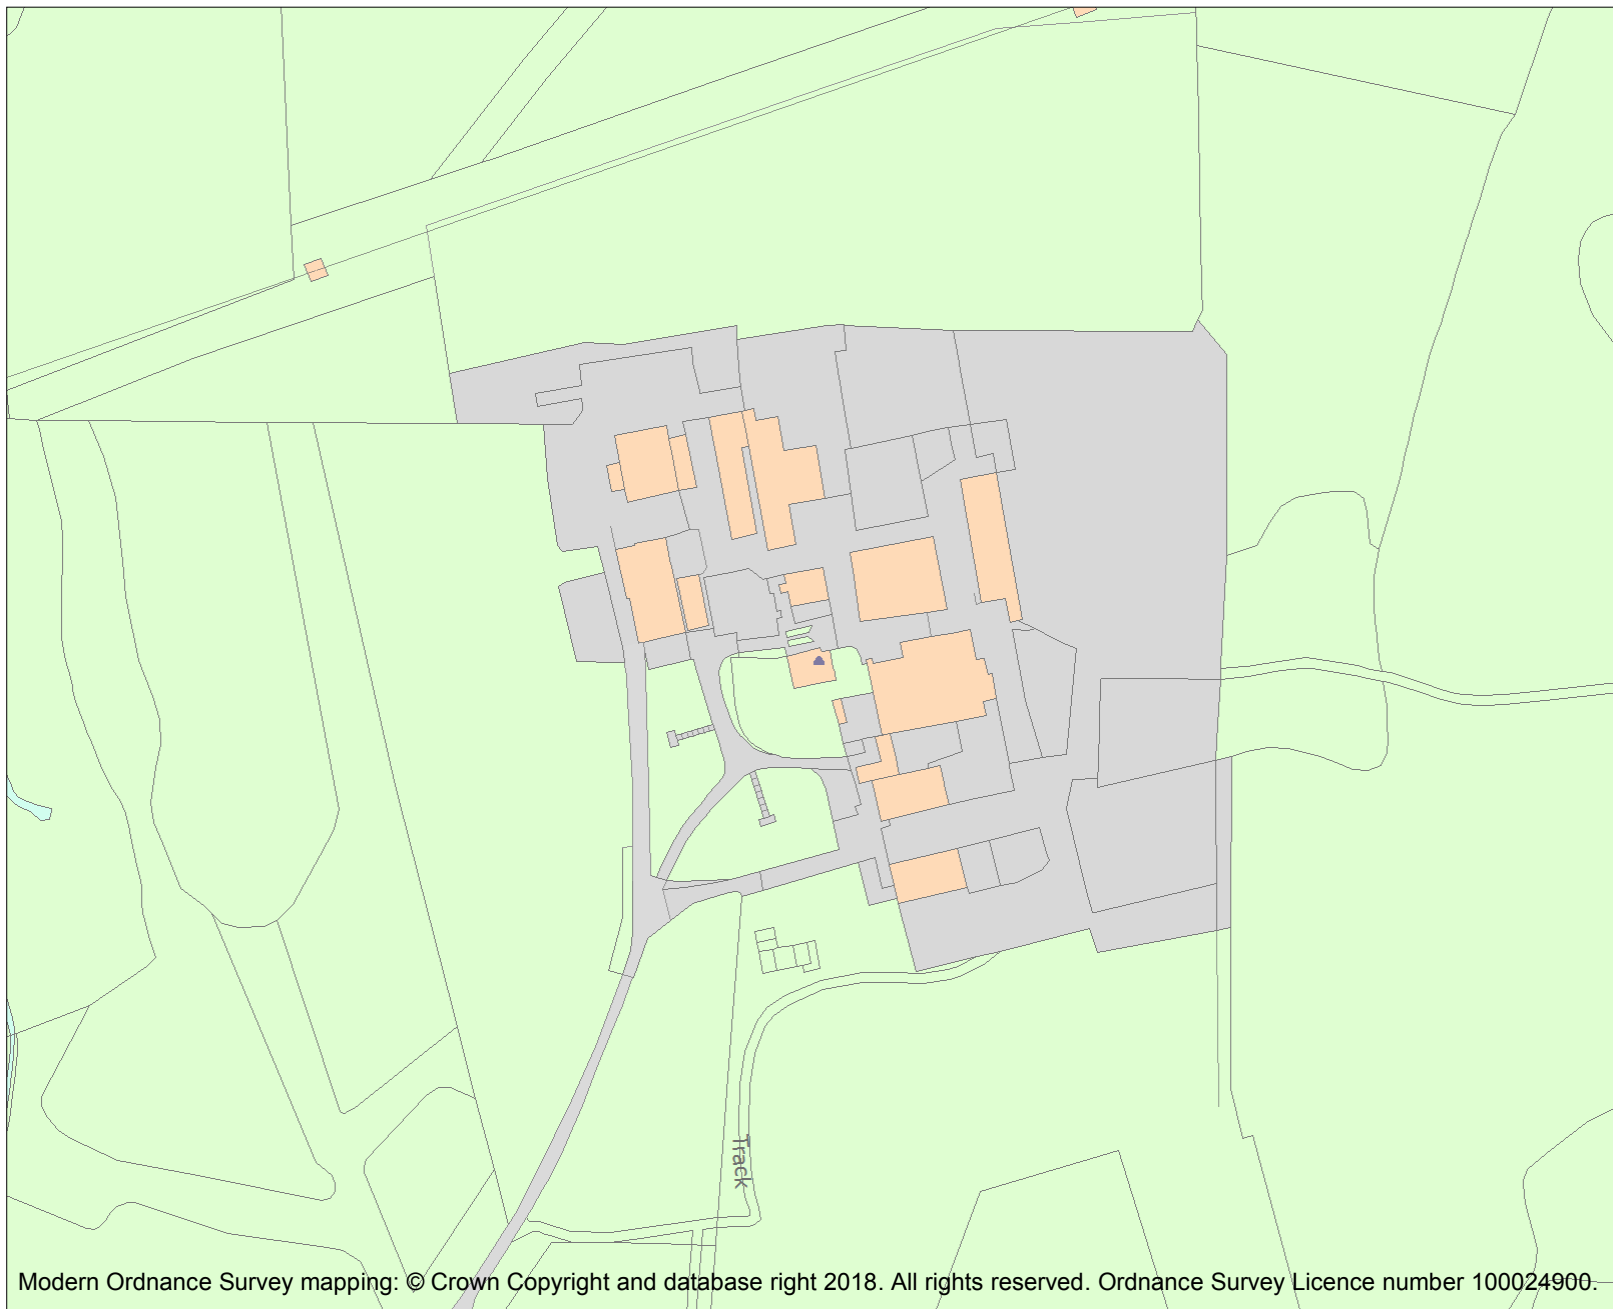 Track
Modern Ordnance Survey mapping: © Crown Copyright and database right 2018. All rights reserved. Ordnance Survey Licence number 100024900.